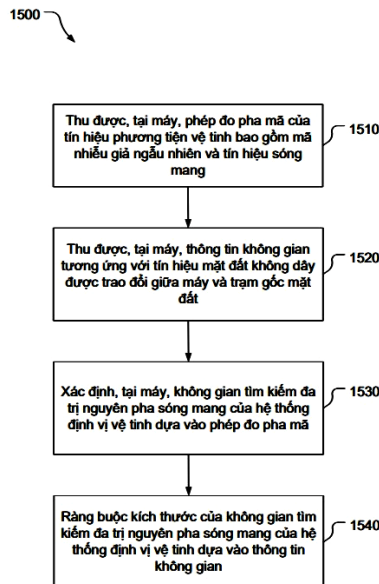 1500
Thu được, tại máy, phép đo pha mã của
tín hiệu phương tiện vệ tinh bao gồm mã
nhiễu giả ngẫu nhiên và tín hiệu sóng
mang
1510
Thu được, tại máy, thông tin không gian
tương ứng với tín hiệu mặt đất không dây
được trao đổi giữa máy và trạm gốc mặt
đất
1520
Xác định, tại máy, không gian tìm kiếm đa
trị nguyên pha sóng mang của hệ thống
định vị vệ tinh dựa vào phép đo pha mã
1530
Ràng buộc kích thước của không gian tìm
kiếm đa trị nguyên pha sóng mang của hệ
thống định vị vệ tinh dựa vào thông tin
không gian
1540